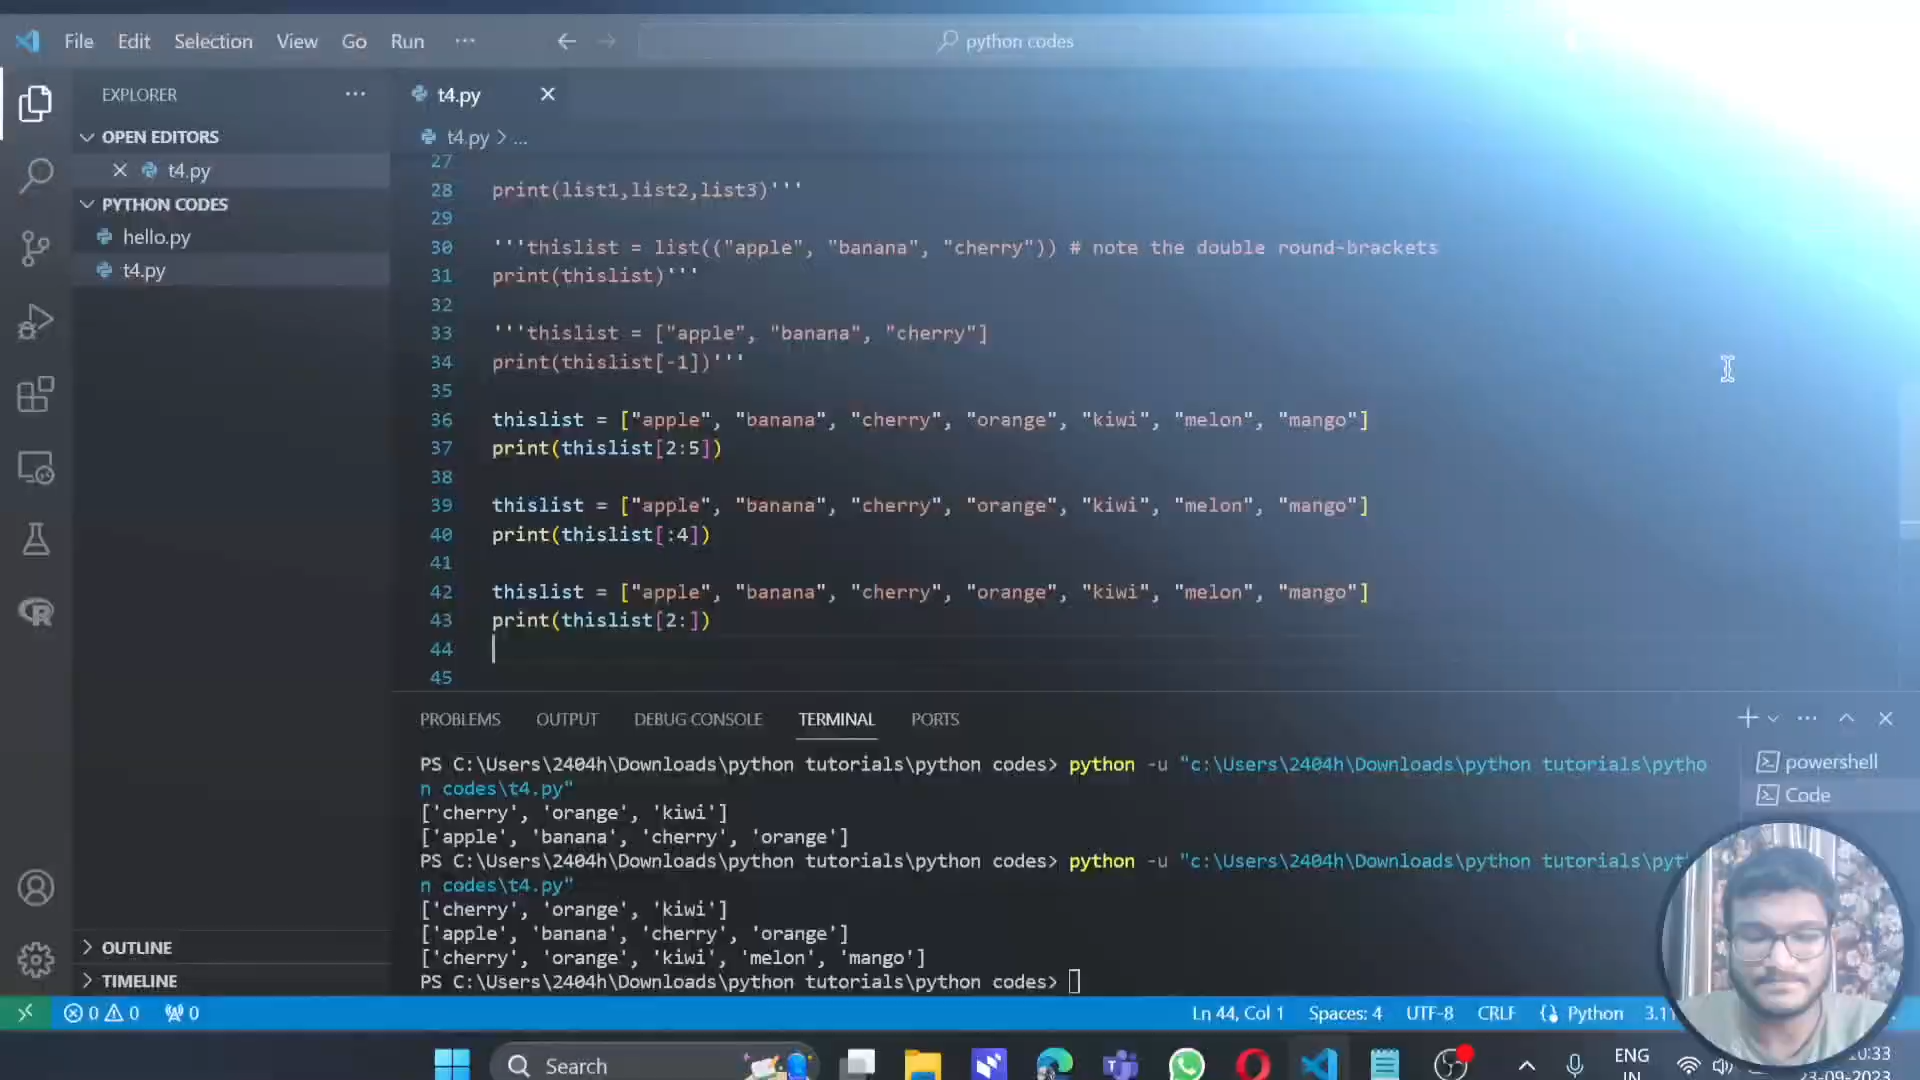 File Edit Selection View Go Run ... python codes
EXPLORER ...
OPEN EDITORS
t4.py
PYTHON CODES
hello.py
t4.py
OUTLINE
TIMELINE
t4.py
t4.py > ...
27
28 print(list1,list2,list3)'''
29
30 '''thislist = list(("apple", "banana", "cherry")) # note the double round-brackets
31 print(thislist)'''
32
33 '''thislist = ["apple", "banana", "cherry"]
34 print(thislist[-1])'''
35
36 thislist = ["apple", "banana", "cherry", "orange", "kiwi", "melon", "mango"]
37 print(thislist[2:5])
38
39 thislist = ["apple", "banana", "cherry", "orange", "kiwi", "melon", "mango"]
40 print(thislist[:4])
41
42 thislist = ["apple", "banana", "cherry", "orange", "kiwi", "melon", "mango"]
43 print(thislist[2:])
44
45
PROBLEMS OUTPUT DEBUG CONSOLE TERMINAL PORTS
PS C:\Users\2404h\Downloads\python tutorials\python codes> python -u "c:\Users\2404h\Downloads\python tutorials\pytho
n codes\t4.py"
['cherry', 'orange', 'kiwi']
['apple', 'banana', 'cherry', 'orange']
PS C:\Users\2404h\Downloads\python tutorials\python codes> python -u "c:\Users\2404h\Downloads\python tutorials\pyt
n codes\t4.py"
['cherry', 'orange', 'kiwi']
['apple', 'banana', 'cherry', 'orange']
['cherry', 'orange', 'kiwi', 'melon', 'mango']
PS C:\Users\2404h\Downloads\python tutorials\python codes>
powershell
Code
0 0 0 Ln 44, Col 1 Spaces: 4 UTF-8 CRLF Python 3.11
Search
ENG
IN
0:33
23-09-2023